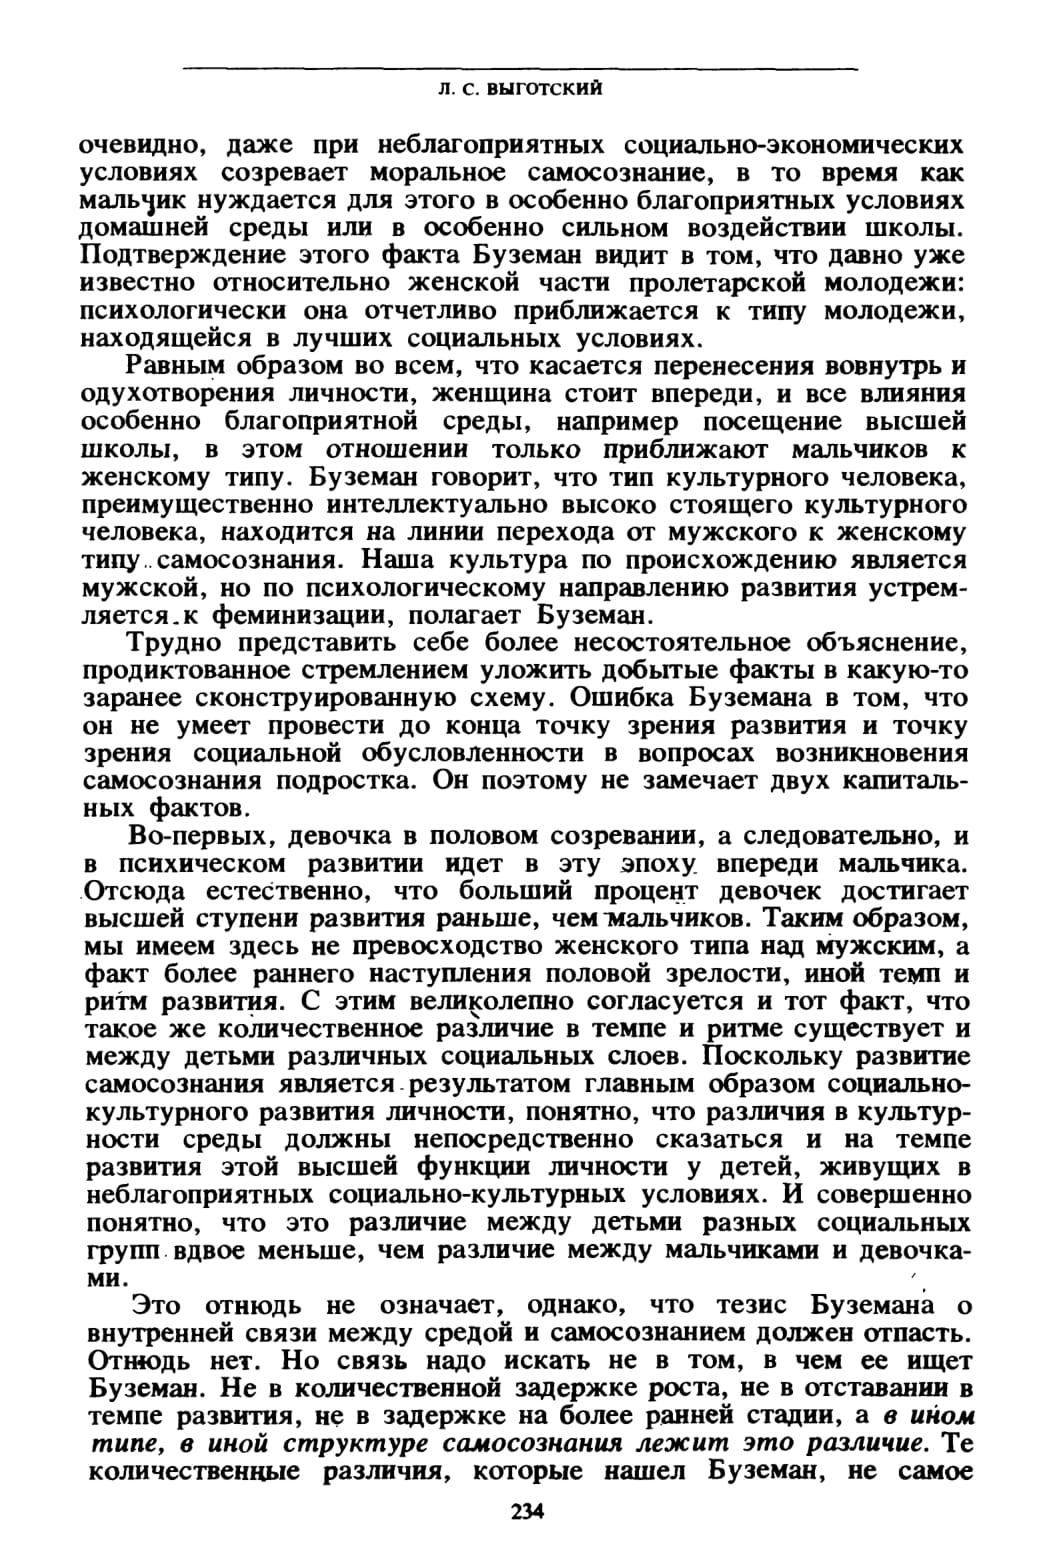 Л. С. ВЫГОТСКИЙ
очевидно, даже при неблагоприятных социально-экономических
условиях созревает моральное самосознание, в то время как
мальчик нуждается для этого в особенно благоприятных условиях
домашней среды или в особенно сильном воздействии школы.
Подтверждение этого факта Буземан видит в том, что давно уже
известно относительно женской части пролетарской молодежи:
психологически она отчетливо приближается к типу молодежи,
находящейся в лучших социальных условиях.
Равным образом во всем, что касается перенесения вовнутрь и
одухотворения личности, женщина стоит впереди, и все влияния
особенно благоприятной среды, например посещение высшей
школы, в этом отношении только приближают мальчиков к
женскому типу. Буземан говорит, что тип культурного человека,
преимущественно интеллектуально высоко стоящего культурного
человека, находится на линии перехода от мужского к женскому
типу самосознания. Наша культура по происхождению является
мужской, но по психологическому направлению развития устрем-
ляется к феминизации, полагает Буземан.
Трудно представить себе более несостоятельное объяснение,
продиктованное стремлением уложить добытые факты в какую-то
заранее сконструированную схему. Ошибка Буземана в том, что
он не умеет провести до конца точку зрения развития и точку
зрения социальной обусловленности в вопросах возникновения
самосознания подростка. Он поэтому не замечает двух капиталь-
ных фактов.
Во-первых, девочка в половом созревании, а следовательно, и
в психическом развитии идет в эту эпоху впереди мальчика.
Отсюда естественно, что больший процент девочек достигает
высшей ступени развития раньше, чем мальчиков. Таким образом,
мы имеем здесь не превосходство женского типа над мужским, а
факт более раннего наступления половой зрелости, иной темп и
ритм развития. С этим великолепно согласуется и тот факт, что
такое же количественное различие в темпе и ритме существует и
между детьми различных социальных слоев. Поскольку развитие
самосознания является результатом главным образом социально-
культурного развития личности, понятно, что различия в культур-
ности среды должны непосредственно сказаться и на темпе
развития этой высшей функции личности у детей, живущих в
неблагоприятных социально-культурных условиях. И совершенно
понятно, что это различие между детьми разных социальных
групп вдвое меньше, чем различие между мальчиками и девочка-
ми.
Это отнюдь не означает, однако, что тезис Буземана о
внутренней связи между средой и самосознанием должен отпасть.
Отнюдь нет. Но связь надо искать не в том, в чем ее ищет
Буземан. Не в количественной задержке роста, не в отставании в
темпе развития, не в задержке на более ранней стадии, а в ином
типе, в иной структуре самосознания лежит это различие. Те
количественные различия, которые нашел Буземан, не самое
234